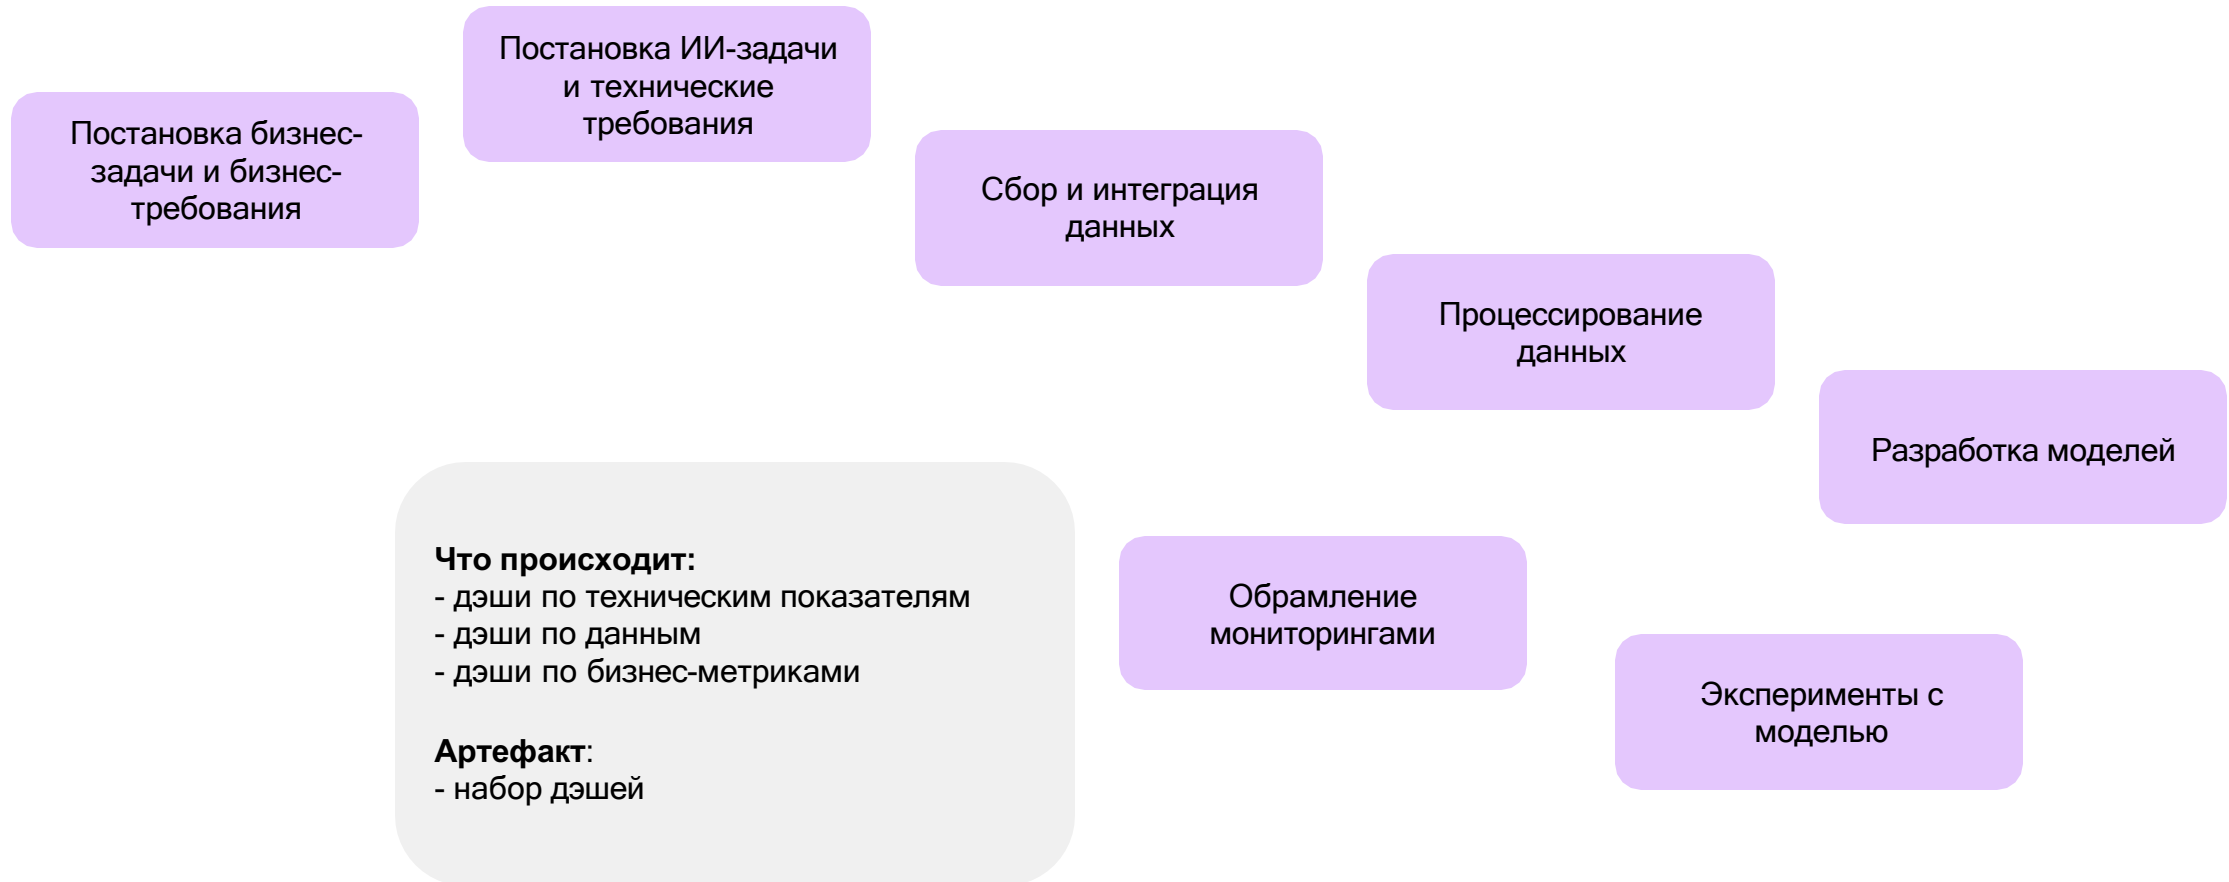 Постановка бизнес-
задачи и бизнес-
требования
Постановка ИИ-задачи
и технические
требования
Сбор и интеграция
данных
Процессирование
данных
Разработка моделей
Эксперименты с
моделью
Обрамление
мониторингами
Что происходит:
- дэши по техническим показателям
- дэши по данным
- дэши по бизнес-метриками
Артефакт:
- набор дэшей